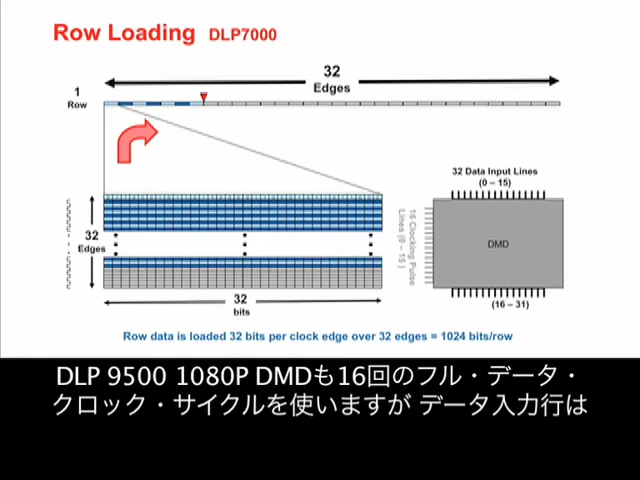 Row Loading DLP7000
32
Edges
1
Row
32 Data Input Lines
(0 – 15)
16 Clocking Pulse
Lines (0 – 15 )
DMD
32
Edges
32
bits
(16 – 31)
Row data is loaded 32 bits per clock edge over 32 edges = 1024 bits/row
DLP 9500 1080P DMDも16回のフル・データ・
クロック・サイクルを使いますが データ入力行は